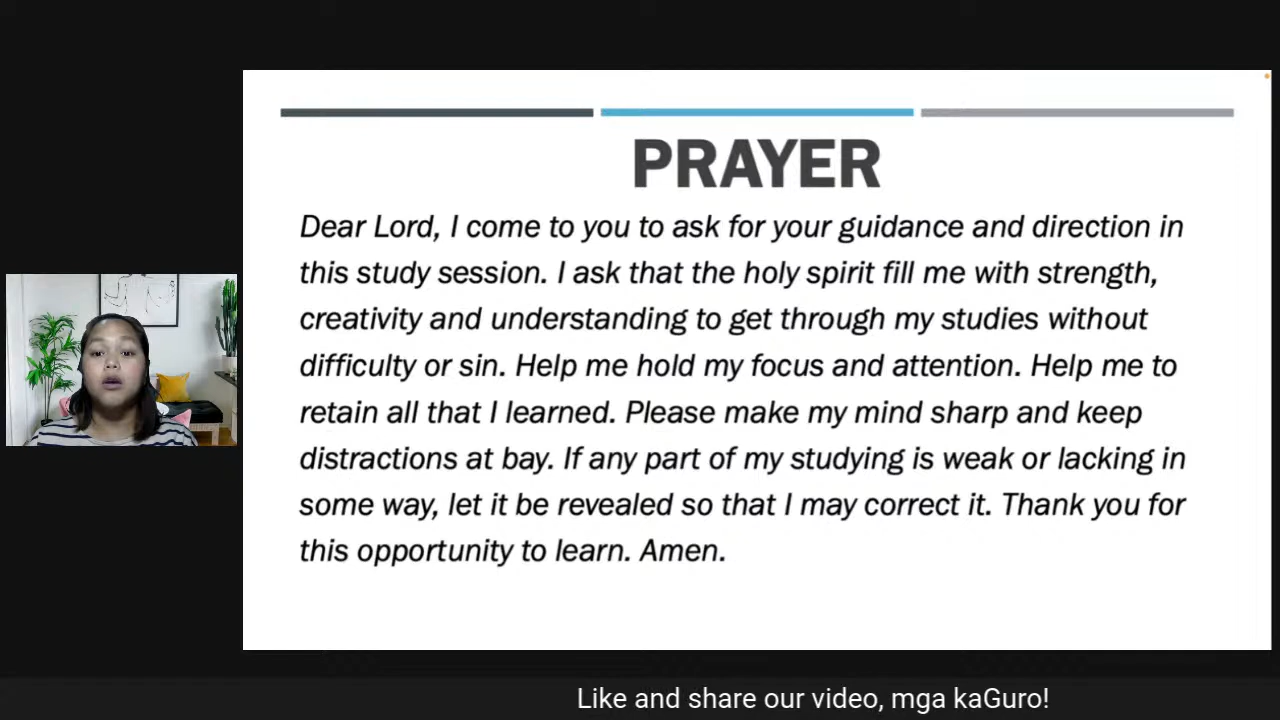 PRAYER
Dear Lord, I come to you to ask for your guidance and direction in
this study session. I ask that the holy spirit fill me with strength,
creativity and understanding to get through my studies without
difficulty or sin. Help me hold my focus and attention. Help me to
retain all that I learned. Please make my mind sharp and keep
distractions at bay. If any part of my studying is weak or lacking in
some way, let it be revealed so that I may correct it. Thank you for
this opportunity to learn. Amen.
Like and share our video, mga kaGuro!